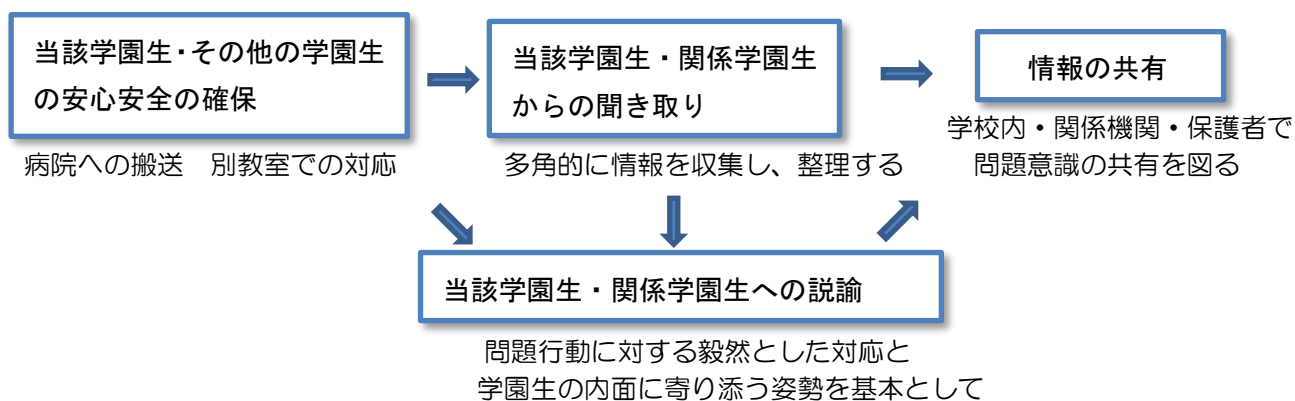 当該学園生・その他の学園生
の安心安全の確保
病院への搬送　別教室での対応
当該学園生・関係学園生
からの聞き取り
多角的に情報を収集し、整理する
情報の共有
学校内・関係機関・保護者で
問題意識の共有を図る
当該学園生・関係学園生への説諭
問題行動に対する毅然とした対応と
学園生の内面に寄り添う姿勢を基本として